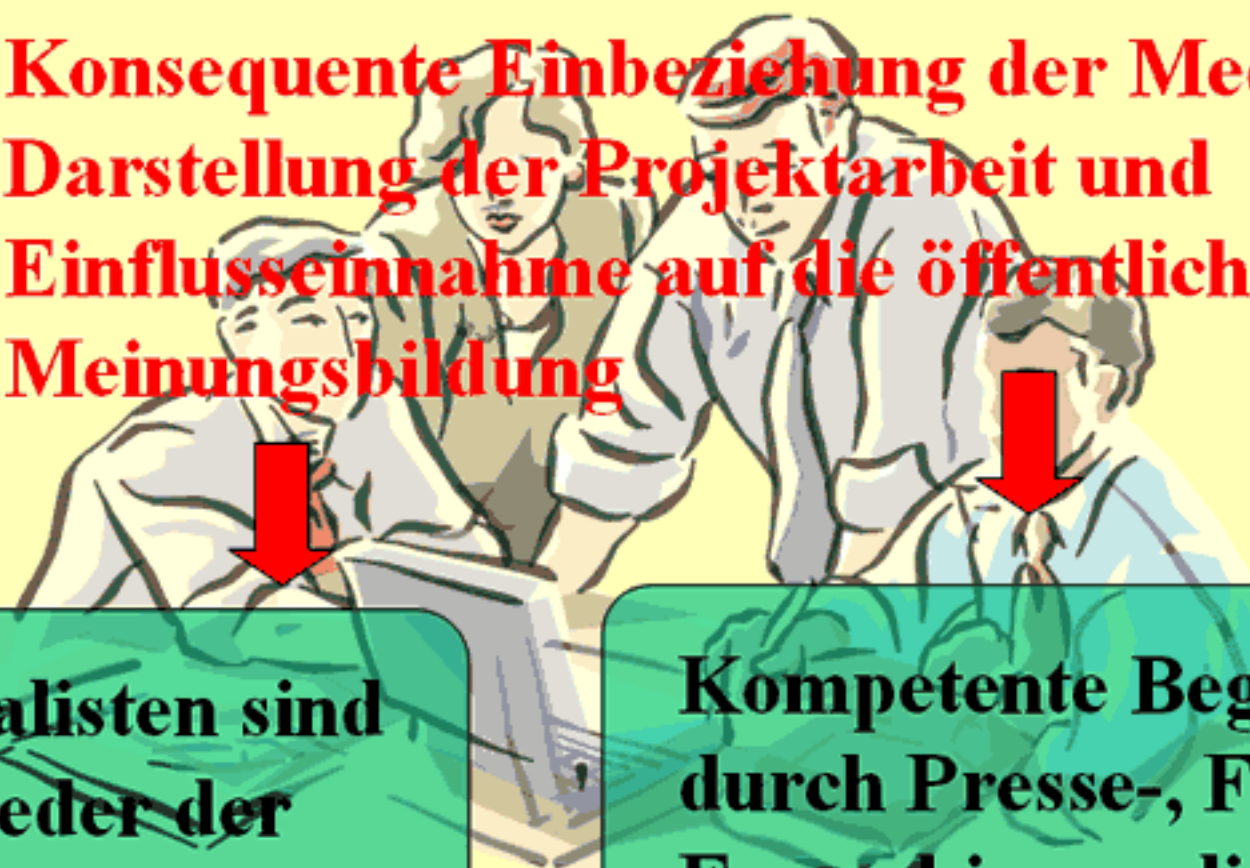 Konsequente Einbeziehung der Med
Darstellung der Projektarbeit und
Einflusseinnahme auf die öffentlich
Meinungsbildung
alisten sind
eder der
Kompetente Beg
durch Presse-, F